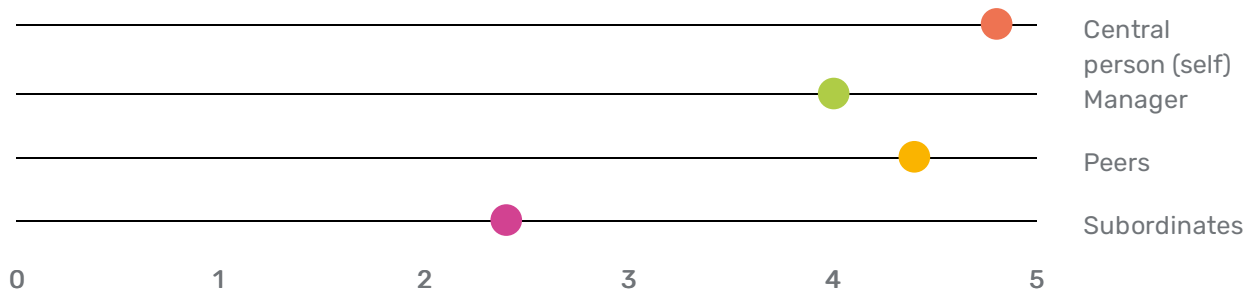 Central
person (self)
Manager
Peers
Subordinates
0 1 2 3 4 5